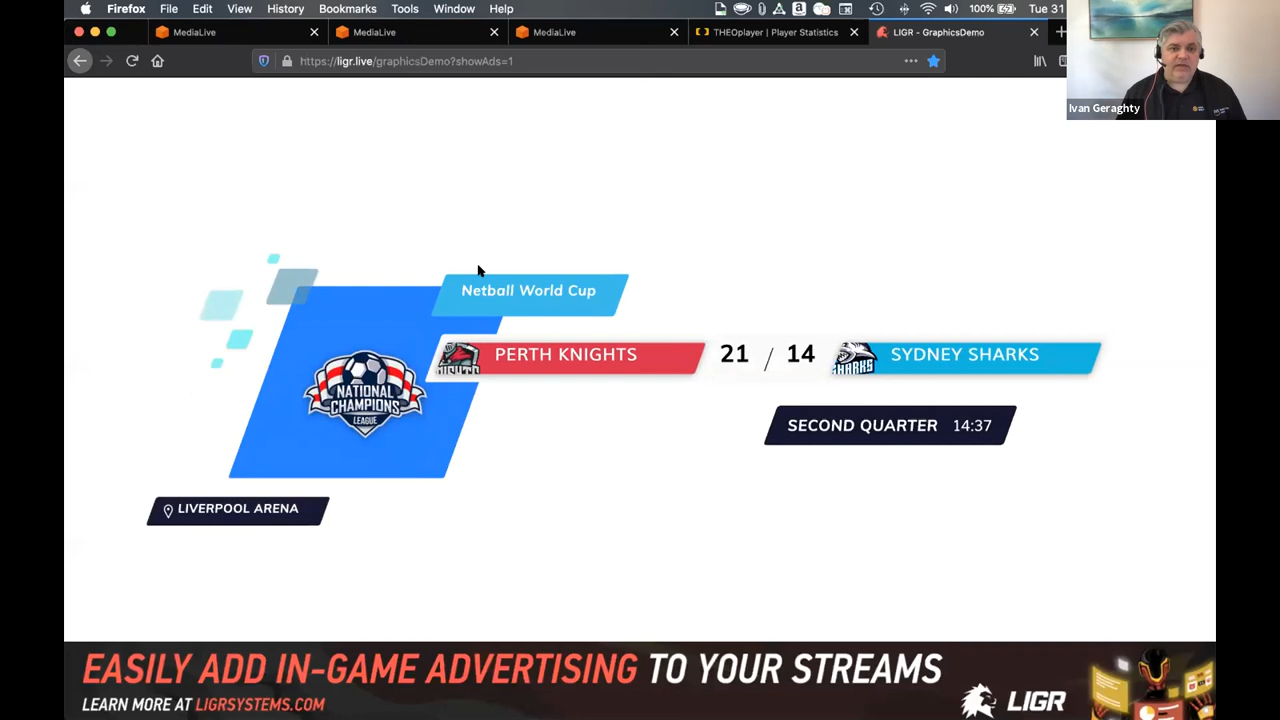 Firefox File Edit View History Bookmarks Tools Window Help 100% Tue 31
MediaLive MediaLive MediaLive THEOplayer | Player Statistics LIGR - GraphicsDemo
https://ligr.live/graphicsDemo?showAds=1
Ivan Geraghty
Netball World Cup
PERTH KNIGHTS 21 / 14 SYDNEY SHARKS
SHARKS
NATIONAL
CHAMPIONS
LEAGUE
SECOND QUARTER 14:37
LIVERPOOL ARENA
EASILY ADD IN-GAME ADVERTISING TO YOUR STREAMS
LEARN MORE AT LIGRSYSTEMS.COM
LIGR